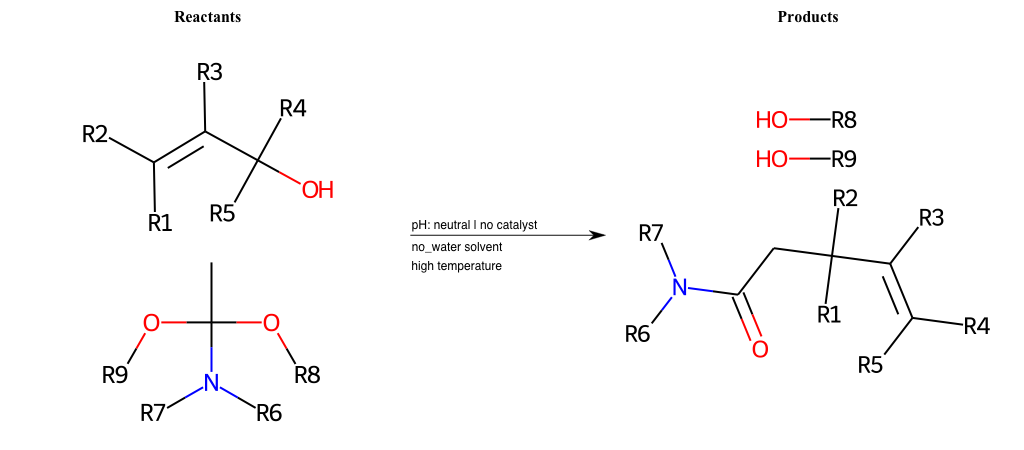 Reactants
Products
R3
R2
R4
OH
R1
R5
O
O
R9
R8
N
R7
R6
pH: neutral | no catalyst
no_water solvent
high temperature
HO R8
HO R9
R2
R7
R3
N
R1
R6
O
R4
R5